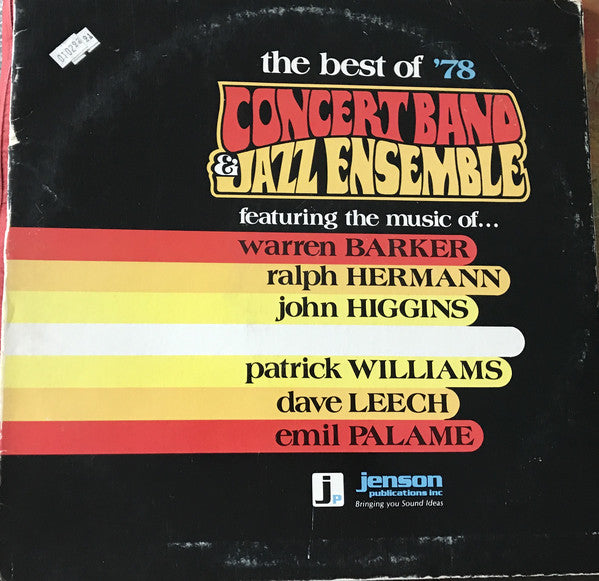 the best of '78
CONCERT BAND
& JAZZ ENSEMBLE
featuring the music of...
warren BARKER
ralph HERMANN
john HIGGINS
patrick WILLIAMS
dave LEECH
emil PALAME
jp jenson
publications inc
Bringing you Sound Ideas